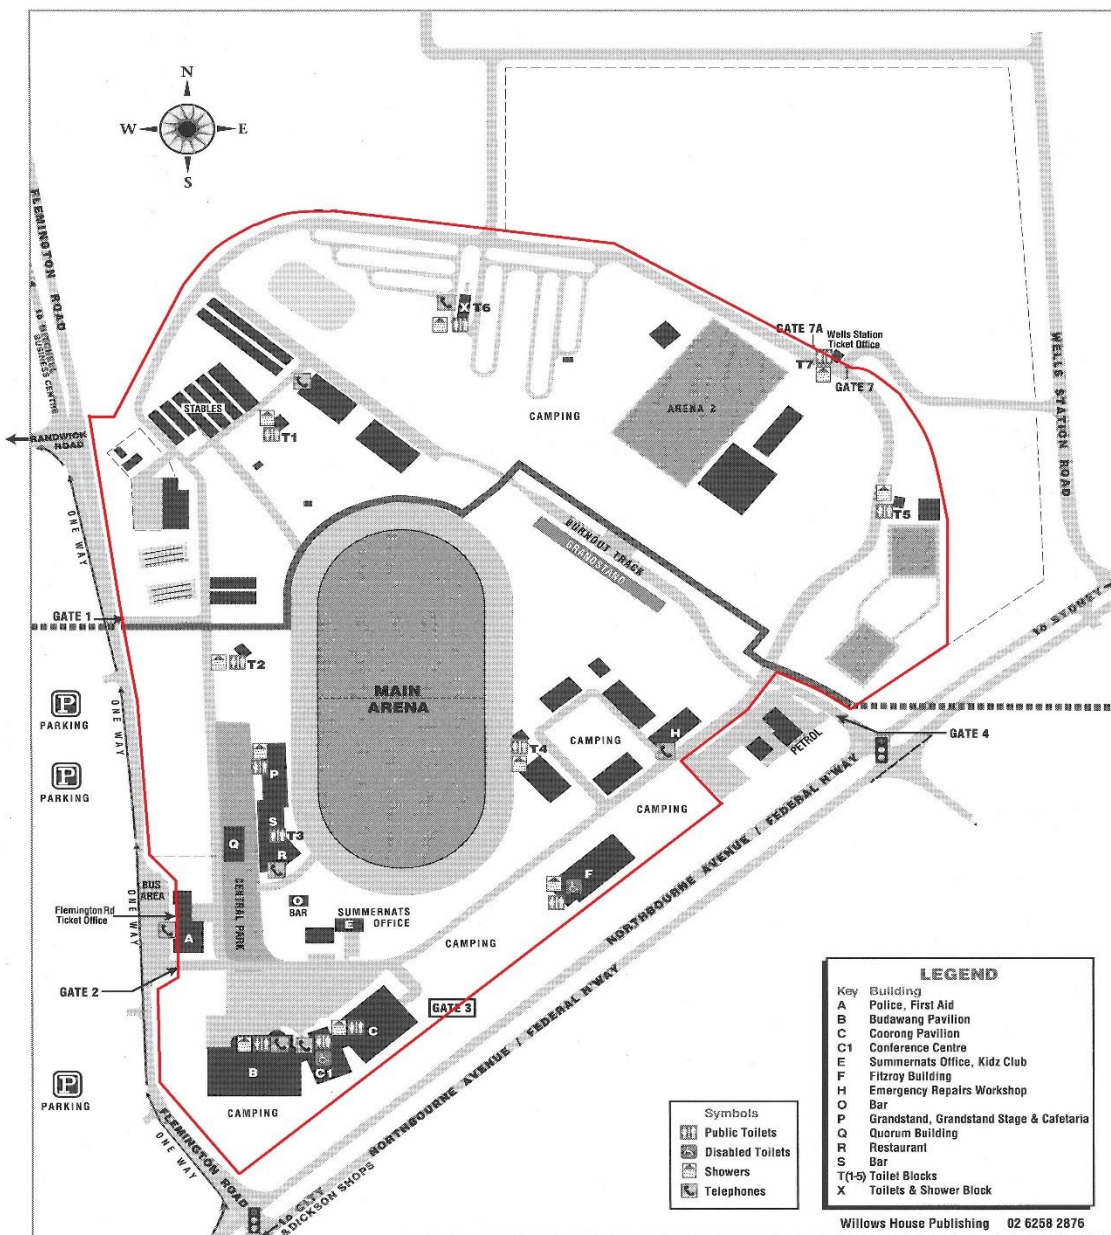 N
W
E
S
FLEMINGTON ROAD
to MITCHELL
BUSINESS CENTRE
RANDWICK
ROAD
ONE WAY
STABLES
T1
X T6
CAMPING
ARENA 2
GATE 7A
Wells Station
Ticket Office
T7
GATE 7
WELLS STATION ROAD
T5
BURNOUT TRACK
GRANDSTAND
to SYDNEY
GATE 1
T2
P
PARKING
ONE WAY
P
PARKING
MAIN
ARENA
T4
CAMPING
H
PETROL
GATE 4
CAMPING
P
S
T3
Q
R
CENTRAL PARK
BUS
AREA
ONE WAY
Flemington Rd
Ticket Office
A
O
BAR
SUMMERNATS
OFFICE
E
F
CAMPING
GATE 2
GATE 3
C
B
C1
CAMPING
P
PARKING
FLEMINGTON ROAD
ONE WAY
NORTHBOURNE AVENUE / FEDERAL H'WAY
NORTHBOURNE AVENUE / FEDERAL H'WAY
to CITY
&DICKSON SHOPS
Symbols
Public Toilets
Disabled Toilets
Showers
Telephones
LEGEND
Key Building
A Police, First Aid
B Budawang Pavilion
C Coorong Pavilion
C1 Conference Centre
E Summernats Office, Kidz Club
F Fitzroy Building
H Emergency Repairs Workshop
O Bar
P Grandstand, Grandstand Stage & Cafetaria
Q Quorum Building
R Restaurant
S Bar
T(1-5) Toilet Blocks
X Toilets & Shower Block
Willows House Publishing 02 6258 2876